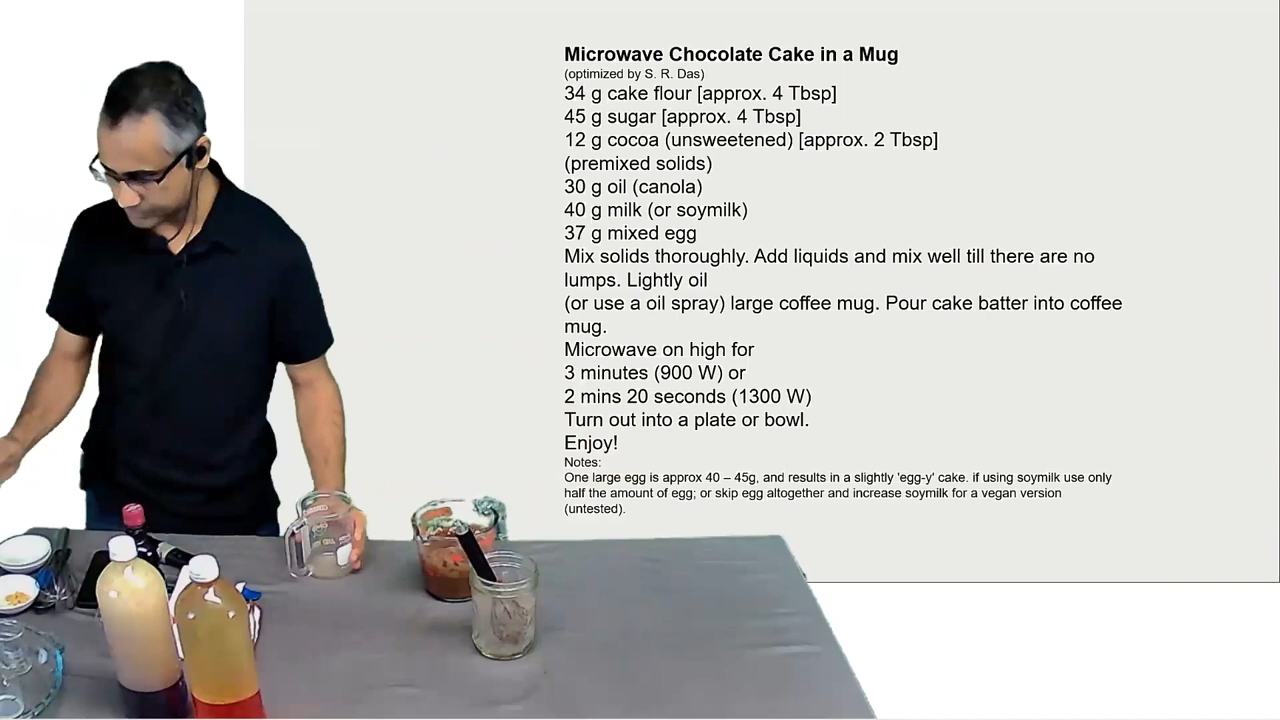 Microwave Chocolate Cake in a Mug
(optimized by S. R. Das)
34 g cake flour [approx. 4 Tbsp]
45 g sugar [approx. 4 Tbsp]
12 g cocoa (unsweetened) [approx. 2 Tbsp]
(premixed solids)
30 g oil (canola)
40 g milk (or soymilk)
37 g mixed egg
Mix solids thoroughly. Add liquids and mix well till there are no
lumps. Lightly oil
(or use a oil spray) large coffee mug. Pour cake batter into coffee
mug.
Microwave on high for
3 minutes (900 W) or
2 mins 20 seconds (1300 W)
Turn out into a plate or bowl.
Enjoy!
Notes:
One large egg is approx 40 – 45g, and results in a slightly 'egg-y' cake. if using soymilk use only
half the amount of egg; or skip egg altogether and increase soymilk for a vegan version
(untested).